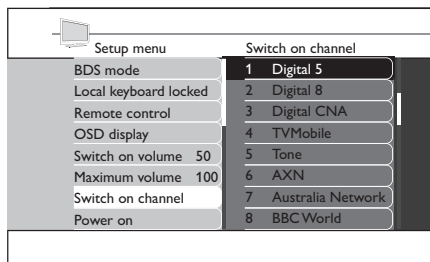 Setup menu Switch on channel
BDS mode 1 Digital 5
Local keyboard locked 2 Digital 8
Remote control 3 Digital CNA
OSD display 4 TVMobile
Switch on volume 50 5 Tone
Maximum volume 100 6 AXN
Switch on channel 7 Australia Network
Power on 8 BBC World